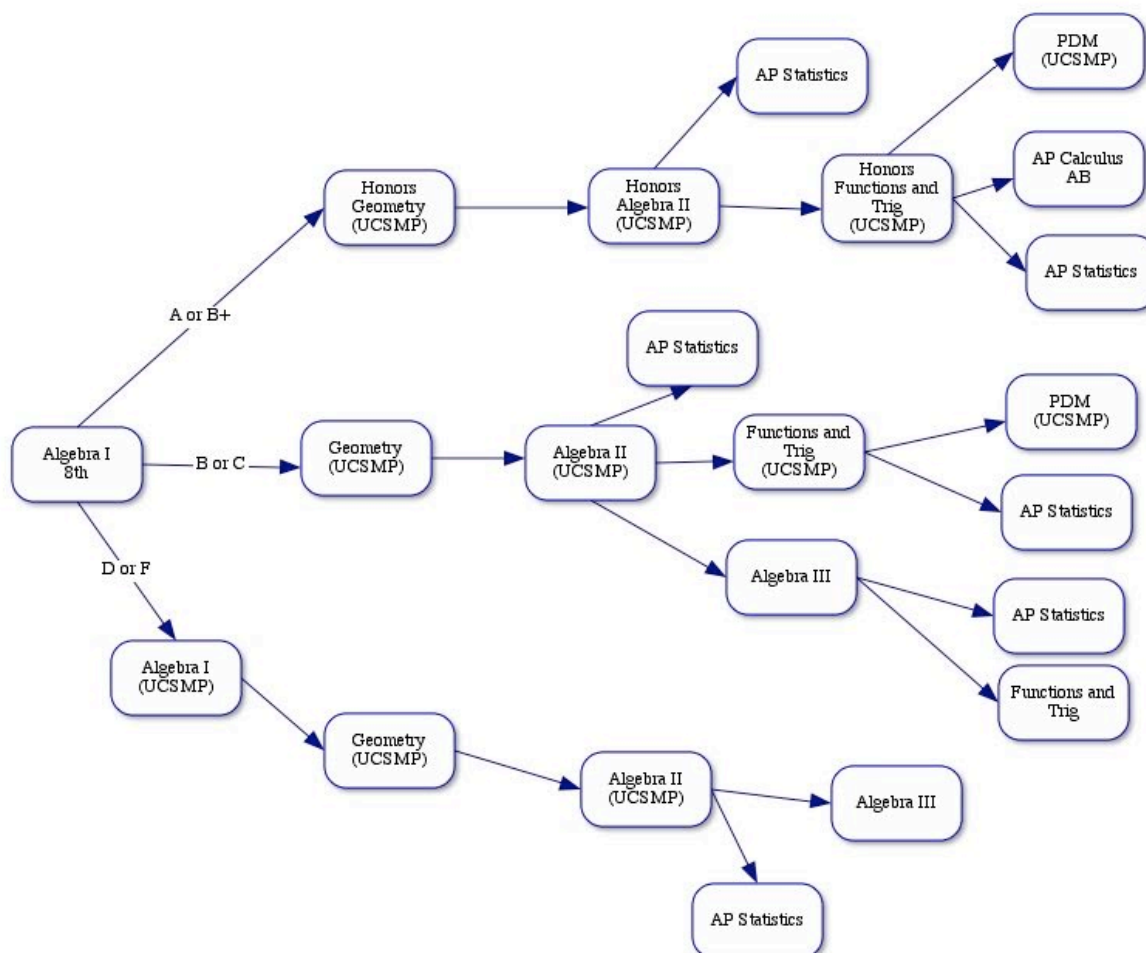 PDM
(UCSMP)
AP Statistics
AP Calculus
AB
Honors
Geometry
(UCSMP)
Honors
Algebra II
(UCSMP)
Honors
Functions and
Trig
(UCSMP)
AP Statistics
A or B+
AP Statistics
PDM
(UCSMP)
Algebra I
8th
B or C
Geometry
(UCSMP)
Algebra II
(UCSMP)
Functions and
Trig
(UCSMP)
AP Statistics
D or F
Algebra III
AP Statistics
Algebra I
(UCSMP)
Functions and
Trig
Geometry
(UCSMP)
Algebra II
(UCSMP)
Algebra III
AP Statistics